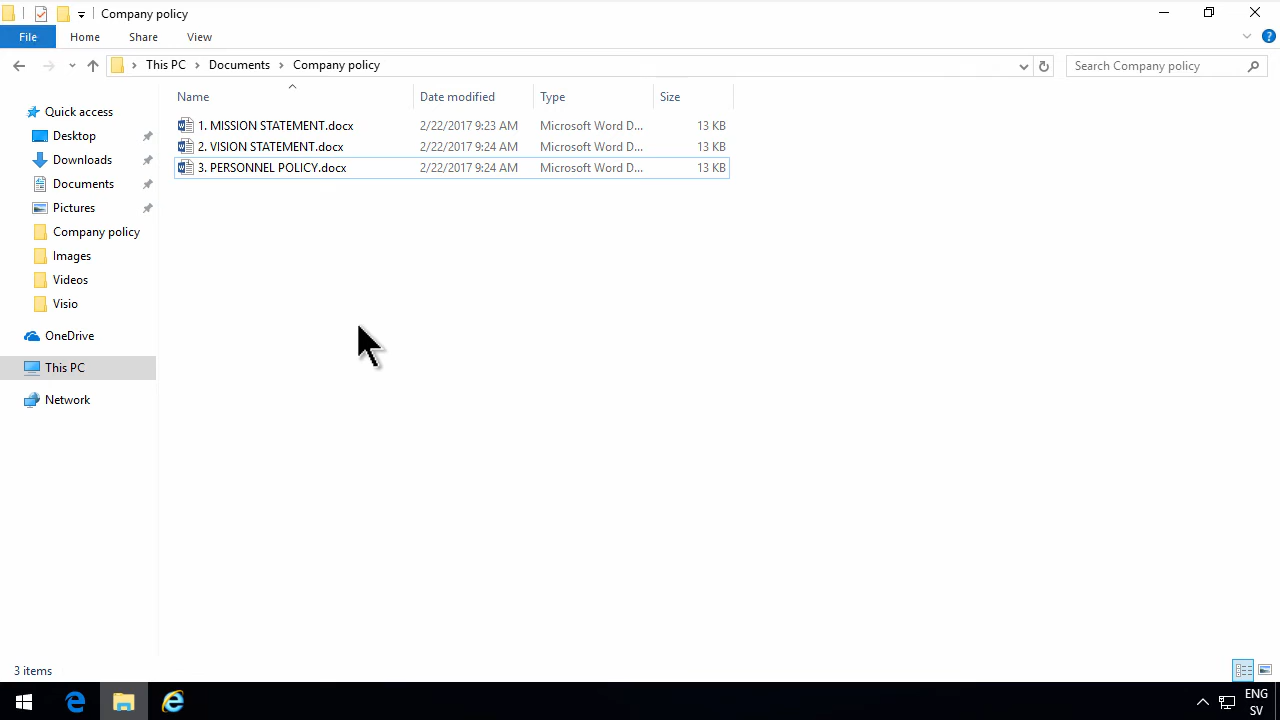 Company policy
File Home Share View
This PC Documents Company policy
Search Company policy
Name Date modified Type Size
1. MISSION STATEMENT.docx 2/22/2017 9:23 AM Microsoft Word D... 13 KB
2. VISION STATEMENT.docx 2/22/2017 9:24 AM Microsoft Word D... 13 KB
3. PERSONNEL POLICY.docx 2/22/2017 9:24 AM Microsoft Word D... 13 KB
Quick access
Desktop
Downloads
Documents
Pictures
Company policy
Images
Videos
Visio
OneDrive
This PC
Network
3 items
ENG
SV